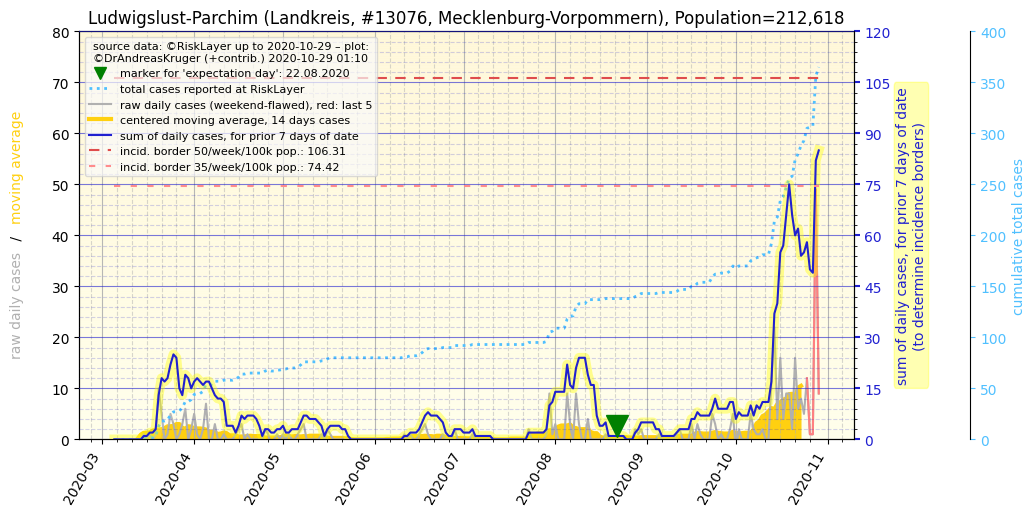 Ludwigslust-Parchim (Landkreis, #13076, Mecklenburg-Vorpommern), Population=212,618
source data: ©RiskLayer up to 2020-10-29 – plot:
©DrAndreasKruger (+contrib.) 2020-10-29 01:10
marker for 'expectation day': 22.08.2020
total cases reported at RiskLayer
raw daily cases (weekend-flawed), red: last 5
centered moving average, 14 days cases
sum of daily cases, for prior 7 days of date
incid. border 50/week/100k pop.: 106.31
incid. border 35/week/100k pop.: 74.42
raw daily cases / moving average
80
70
60
50
40
30
20
10
0
120
105
90
75
60
45
30
15
0
sum of daily cases, for prior 7 days of date
(to determine incidence borders)
400
350
300
250
200
150
100
50
0
cumulative total cases
2020-03
2020-04
2020-05
2020-06
2020-07
2020-08
2020-09
2020-10
2020-11